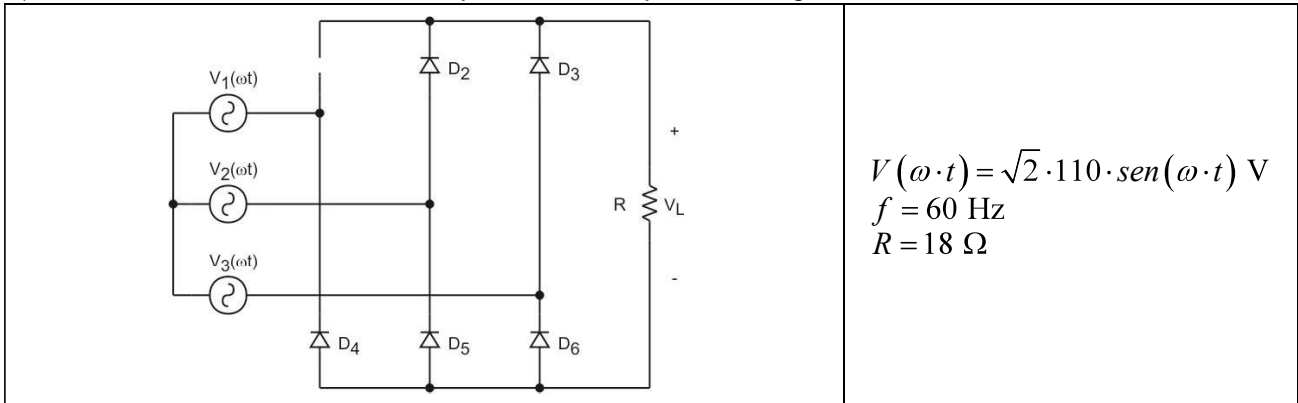 V1(ωt)
D2
D3
V2(ωt)
+
R
VL
V3(ωt)
-
D4
D5
D6
V(ω·t)=√2·110·sen(ω·t) V
f = 60 Hz
R = 18 Ω